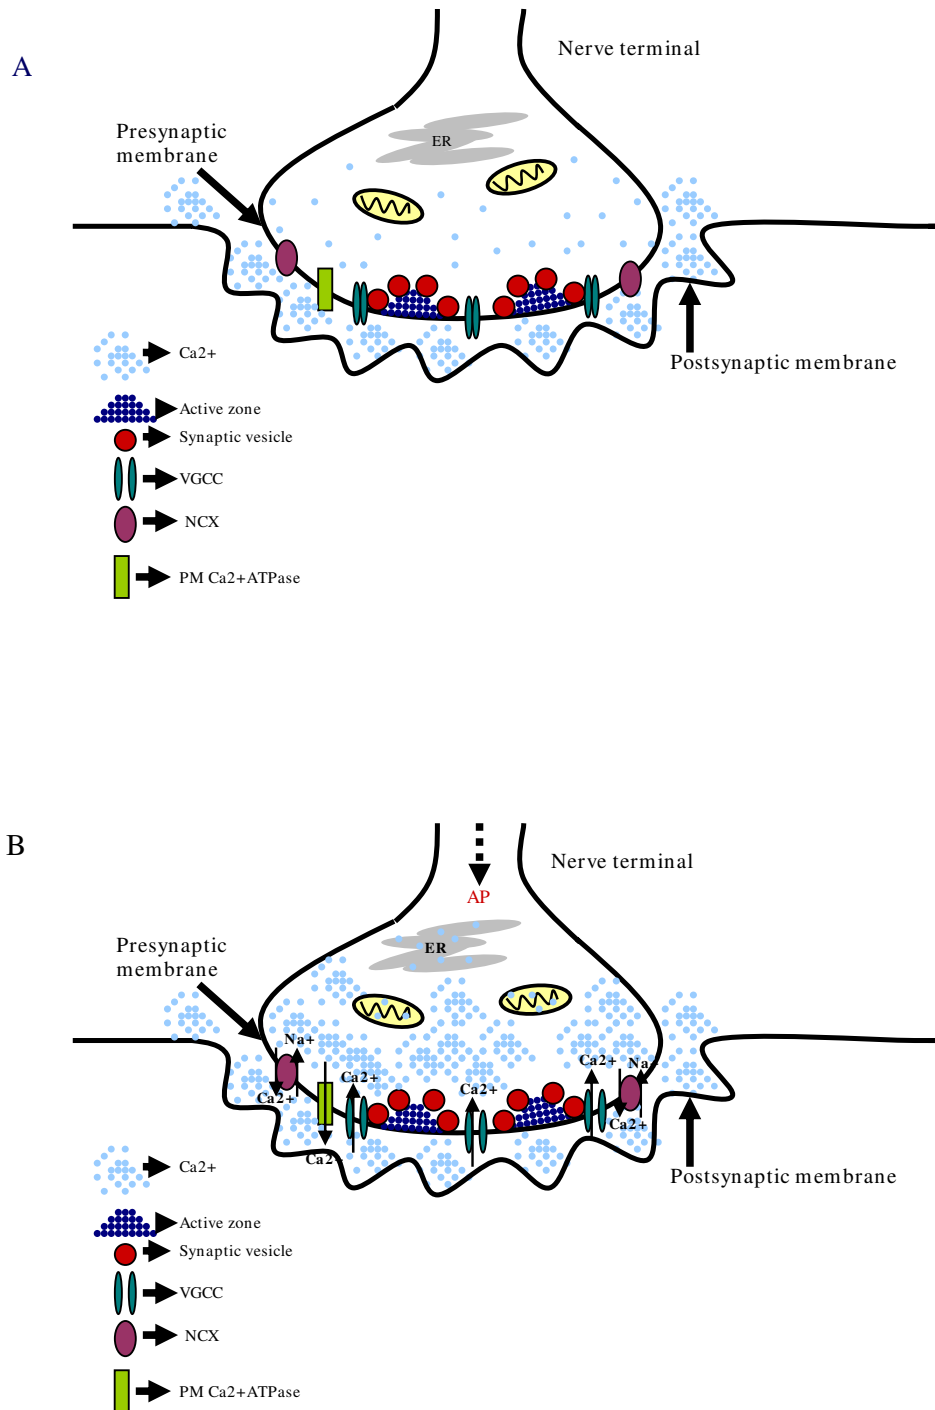 A
Nerve terminal
Presynaptic
membrane
ER
Ca2+
Postsynaptic membrane
Active zone
Synaptic vesicle
VGCC
NCX
PM Ca2+ATPase
B
Nerve terminal
AP
Presynaptic
membrane
ER
Na+
Ca2+
Ca2+
Ca2+
Ca2+
Ca2+
Na+
Ca2+
Ca2+
Postsynaptic membrane
Active zone
Synaptic vesicle
VGCC
NCX
PM Ca2+ATPase